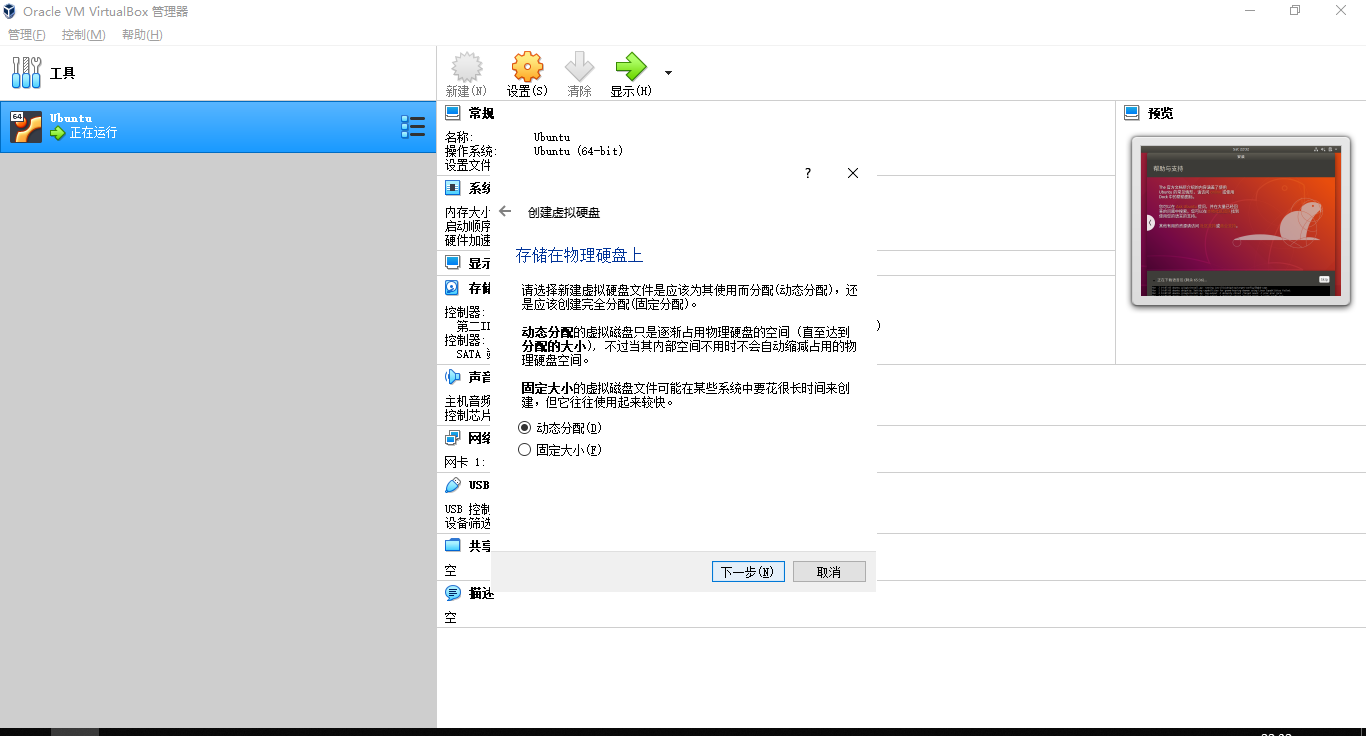 Oracle VM VirtualBox 管理器
管理(F) 控制(M) 帮助(H)
工具
新建(N) 设置(S) 清除 显示(H)
64
Ubuntu
正在运行
常规
名称: Ubuntu
操作系统: Ubuntu (64-bit)
设置文件
系统
内存大小
启动顺序
硬件加速
显示
存储
控制器:
第二II
控制器:
SATA
声音
主机音频
控制芯片
网络
网卡 1:
USB
USB 控制
设备筛选
共享
空
描述
空
?
创建虚拟硬盘
存储在物理硬盘上
请选择新建虚拟硬盘文件是应该为其使用而分配(动态分配)，还
是应该创建完全分配(固定分配)。
动态分配的虚拟磁盘只是逐渐占用物理硬盘的空间（直至达到
分配的大小），不过当其内部空间不用时不会自动缩减占用的物
理硬盘空间。
固定大小的虚拟磁盘文件可能在某些系统中要花很长时间来创
建，但它往往使用起来较快。
动态分配(D)
固定大小(F)
下一步(N) 取消
)
预览
帮助与支持